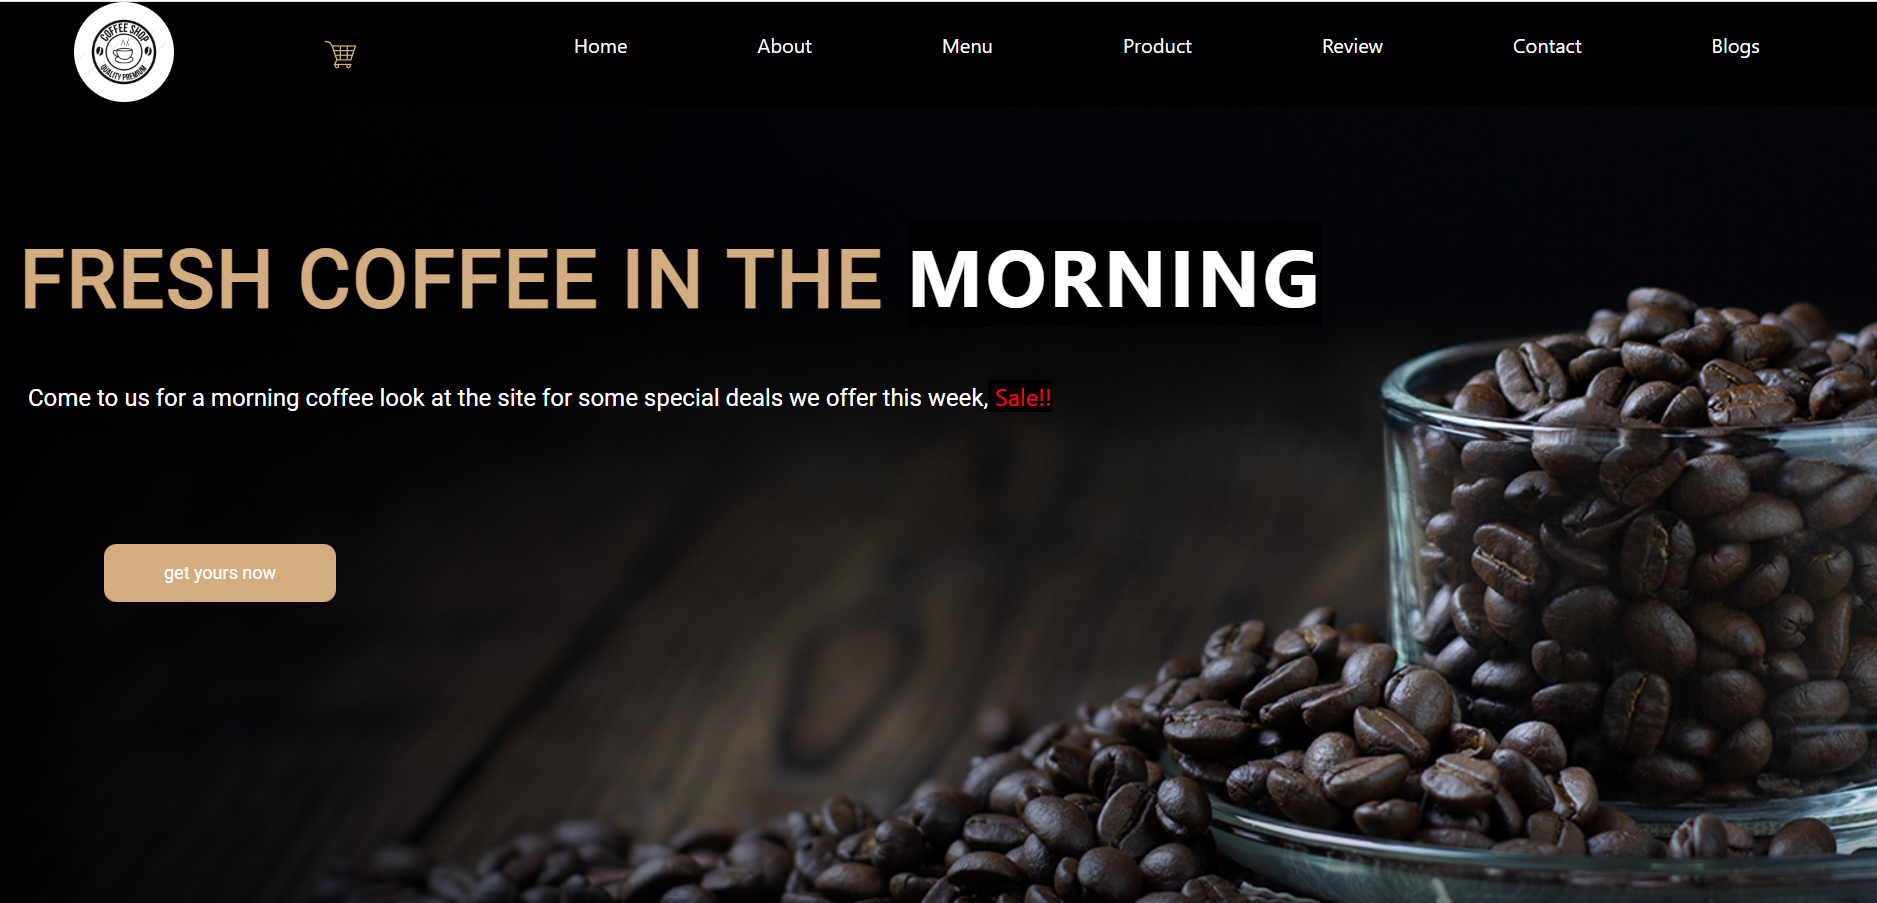 COFFEE SHOP
QUALITY PREMIUM
Home About Menu Product Review Contact Blogs
FRESH COFFEE IN THE MORNING
Come to us for a morning coffee look at the site for some special deals we offer this week, Sale!!
get yours now